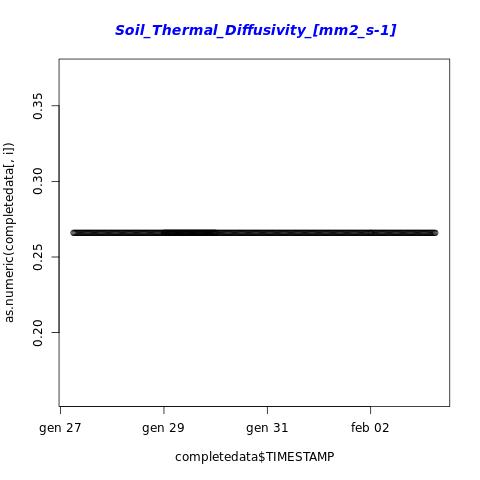 Soil_Thermal_Diffusivity_[mm2_s-1]
as.numeric(completedata[, i])
0.35
0.30
0.25
0.20
gen 27
gen 29
gen 31
feb 02
completedata$TIMESTAMP